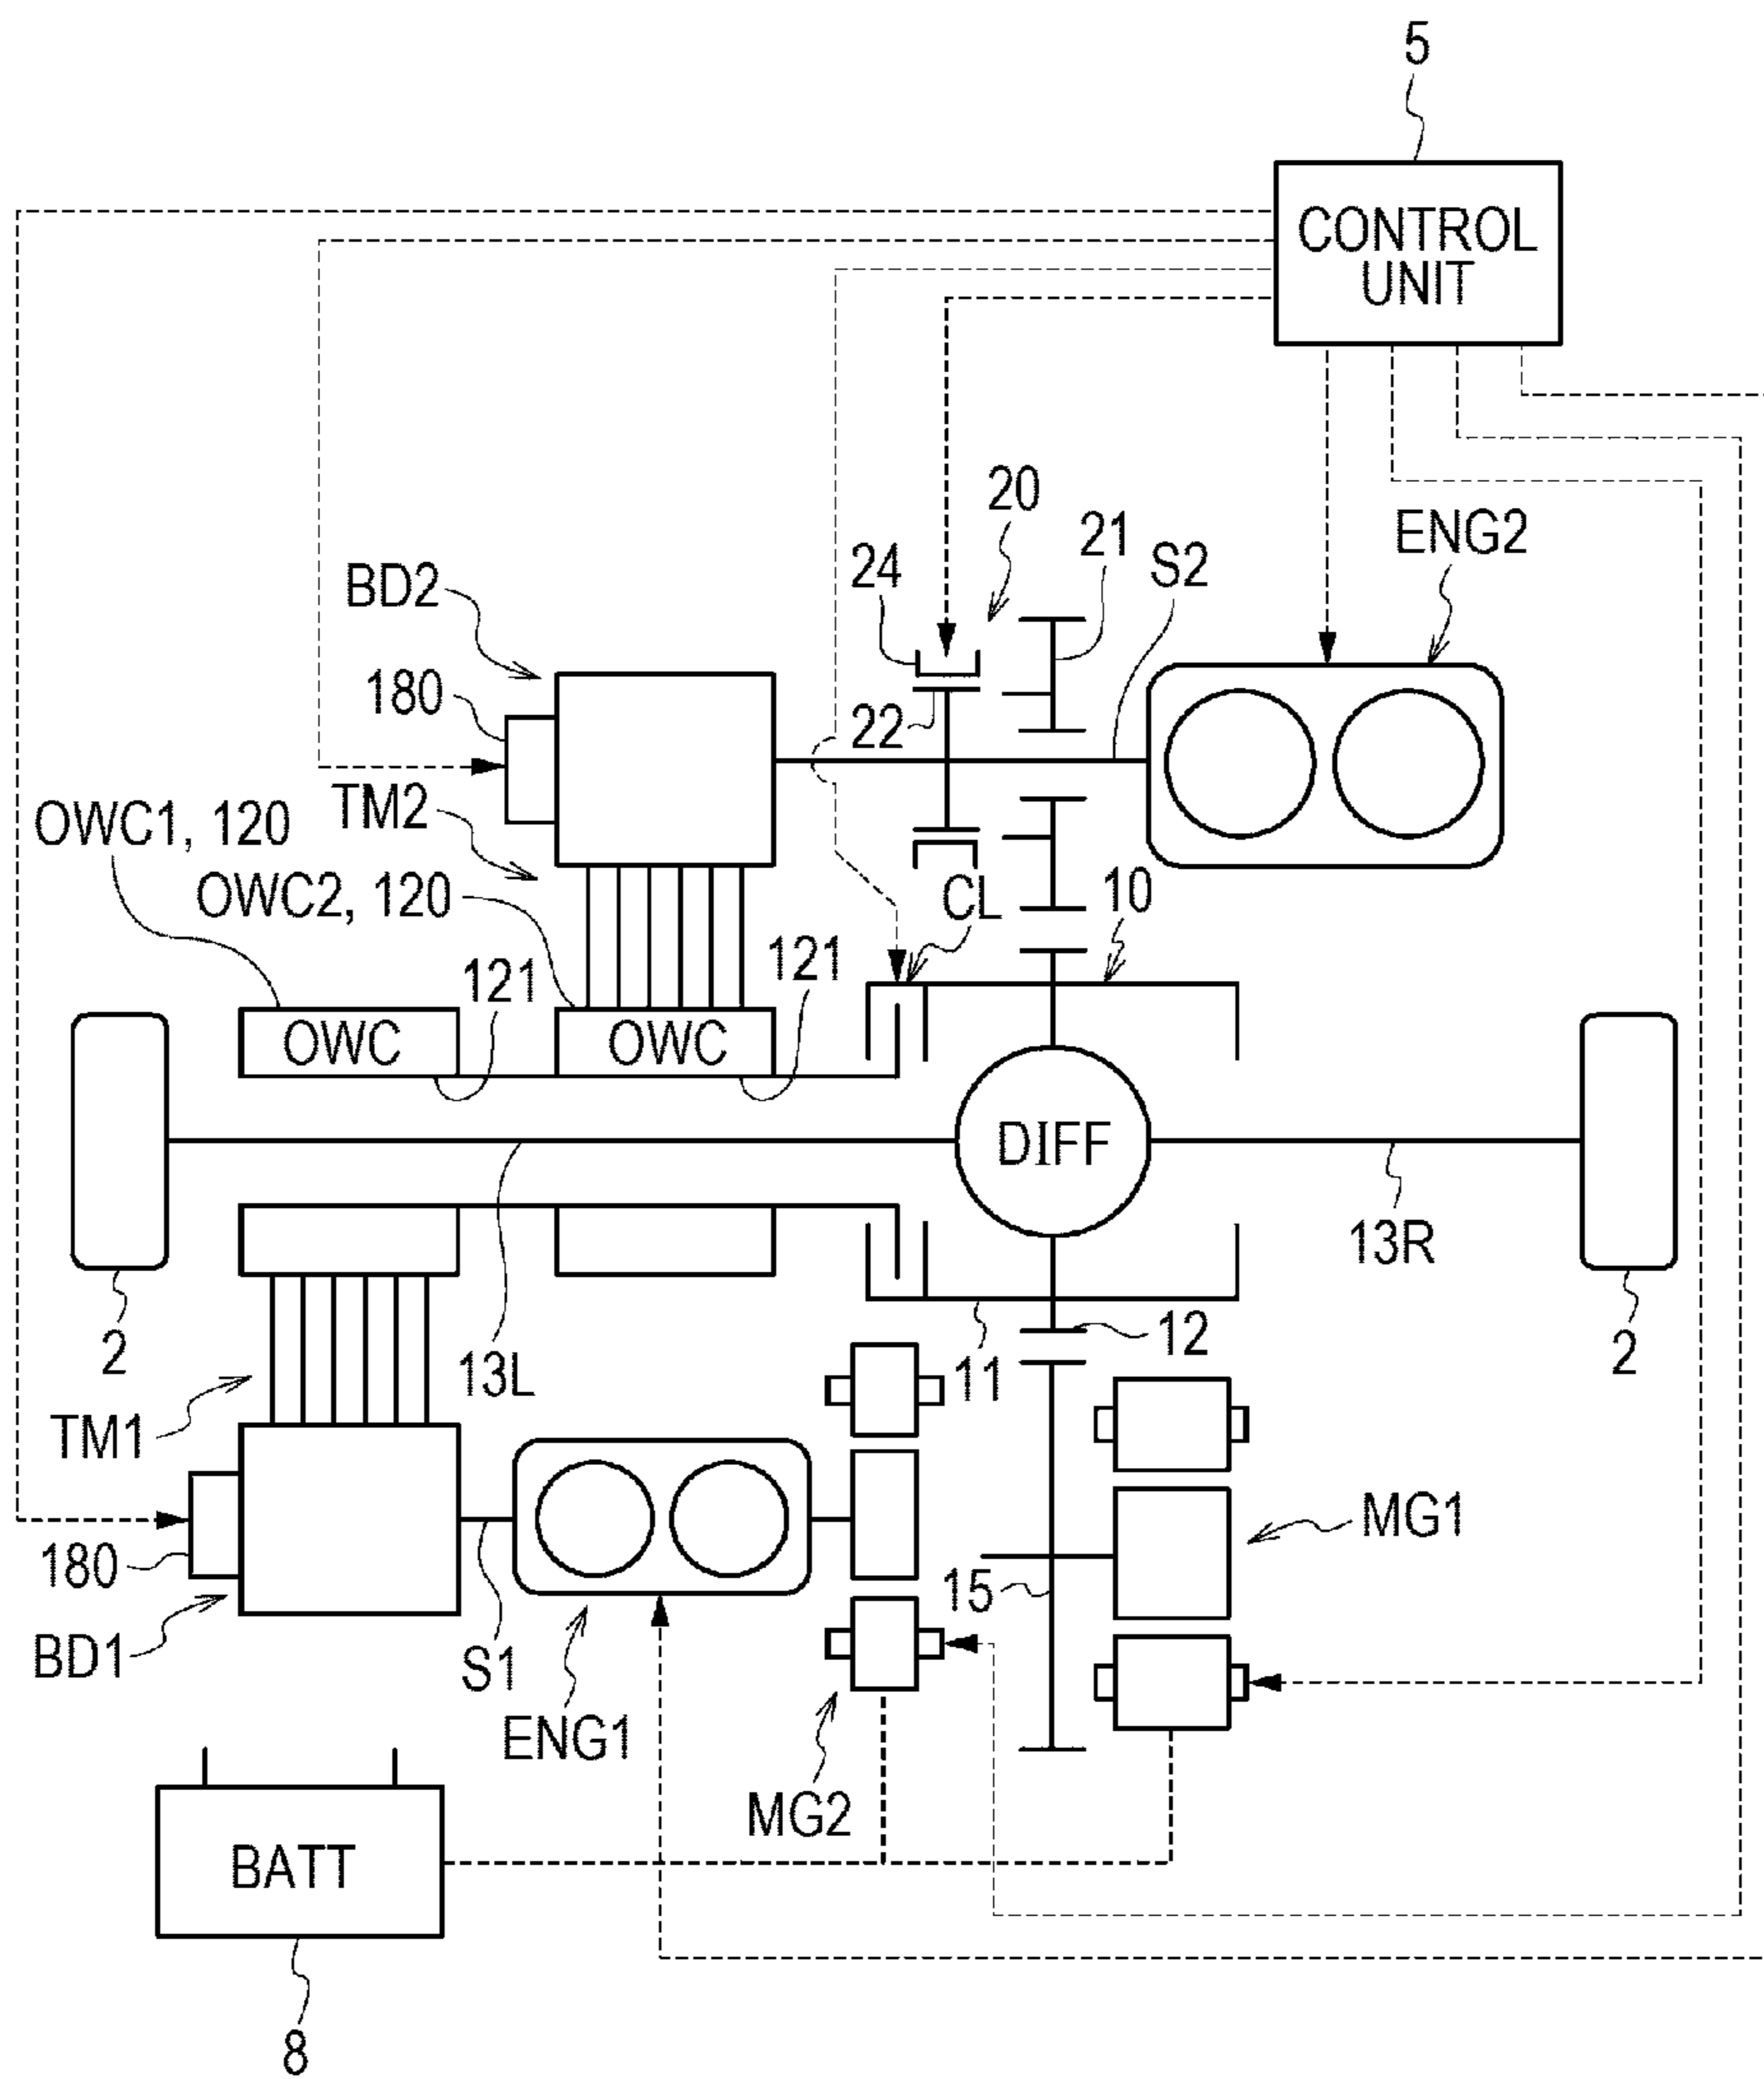 5
CONTROL
UNIT
20
21
ENG2
24
S2
BD2
180
22
TM2
OWC1, 120
OWC2, 120
CL
10
121
121
OWC
OWC
DIFF
13R
2
13L
11
12
2
TM1
MG1
180
15
BD1
S1
ENG1
MG2
BATT
8